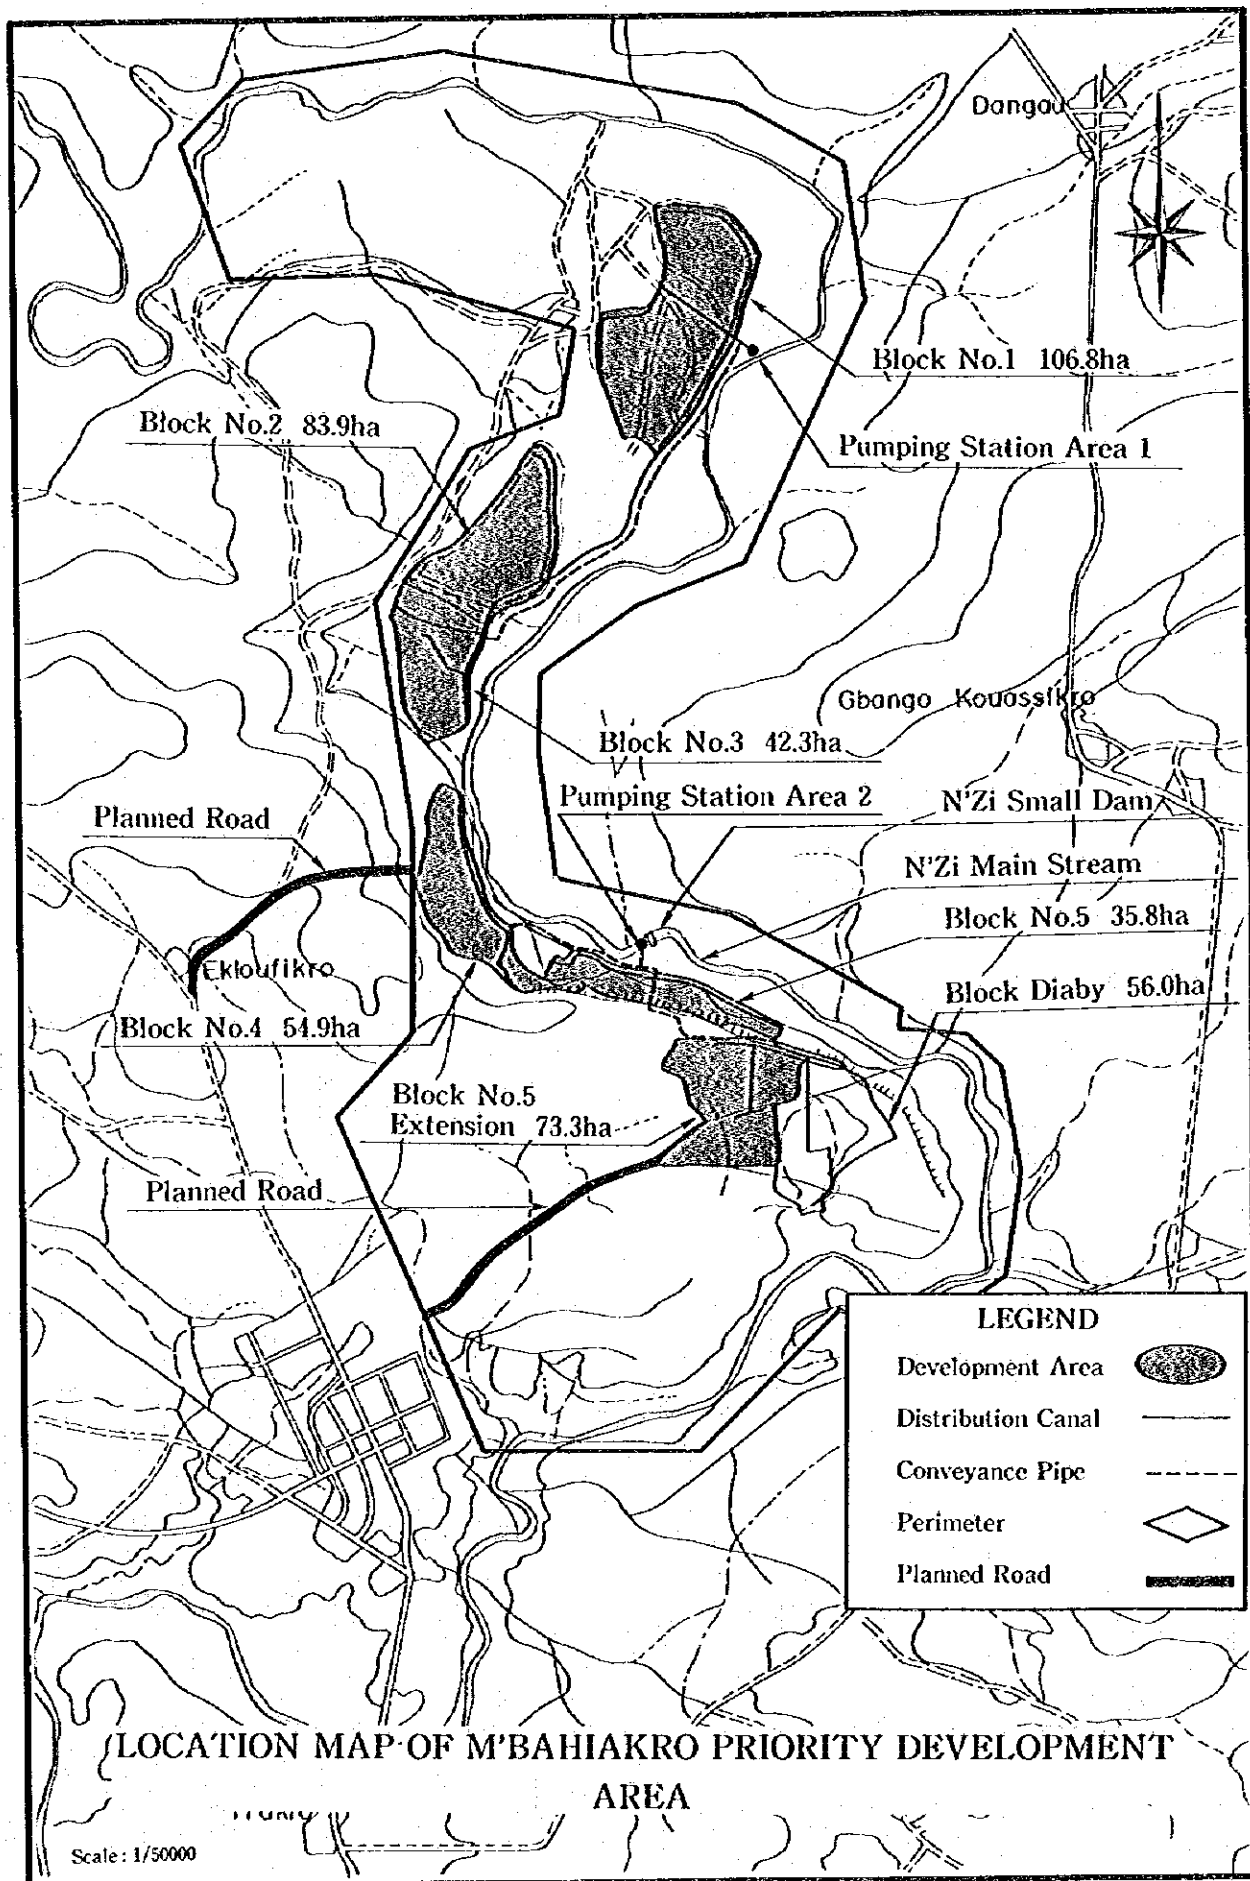 Dangau
Block No.1 106.8ha
Block No.2 83.9ha
Pumping Station Area 1
Gbango Kouassikro
Block No.3 42.3ha
Pumping Station Area 2
N'Zi Small Dam
Planned Road
N'Zi Main Stream
Block No.5 35.8ha
Ekloufikro
Block Diaby 56.0ha
Block No.4 54.9ha
Block No.5
Extension 73.3ha
Planned Road
LEGEND
Development Area
Distribution Canal
Conveyance Pipe
Perimeter
Planned Road
LOCATION MAP OF M'BAHIAKRO PRIORITY DEVELOPMENT
AREA
Scale : 1/50000